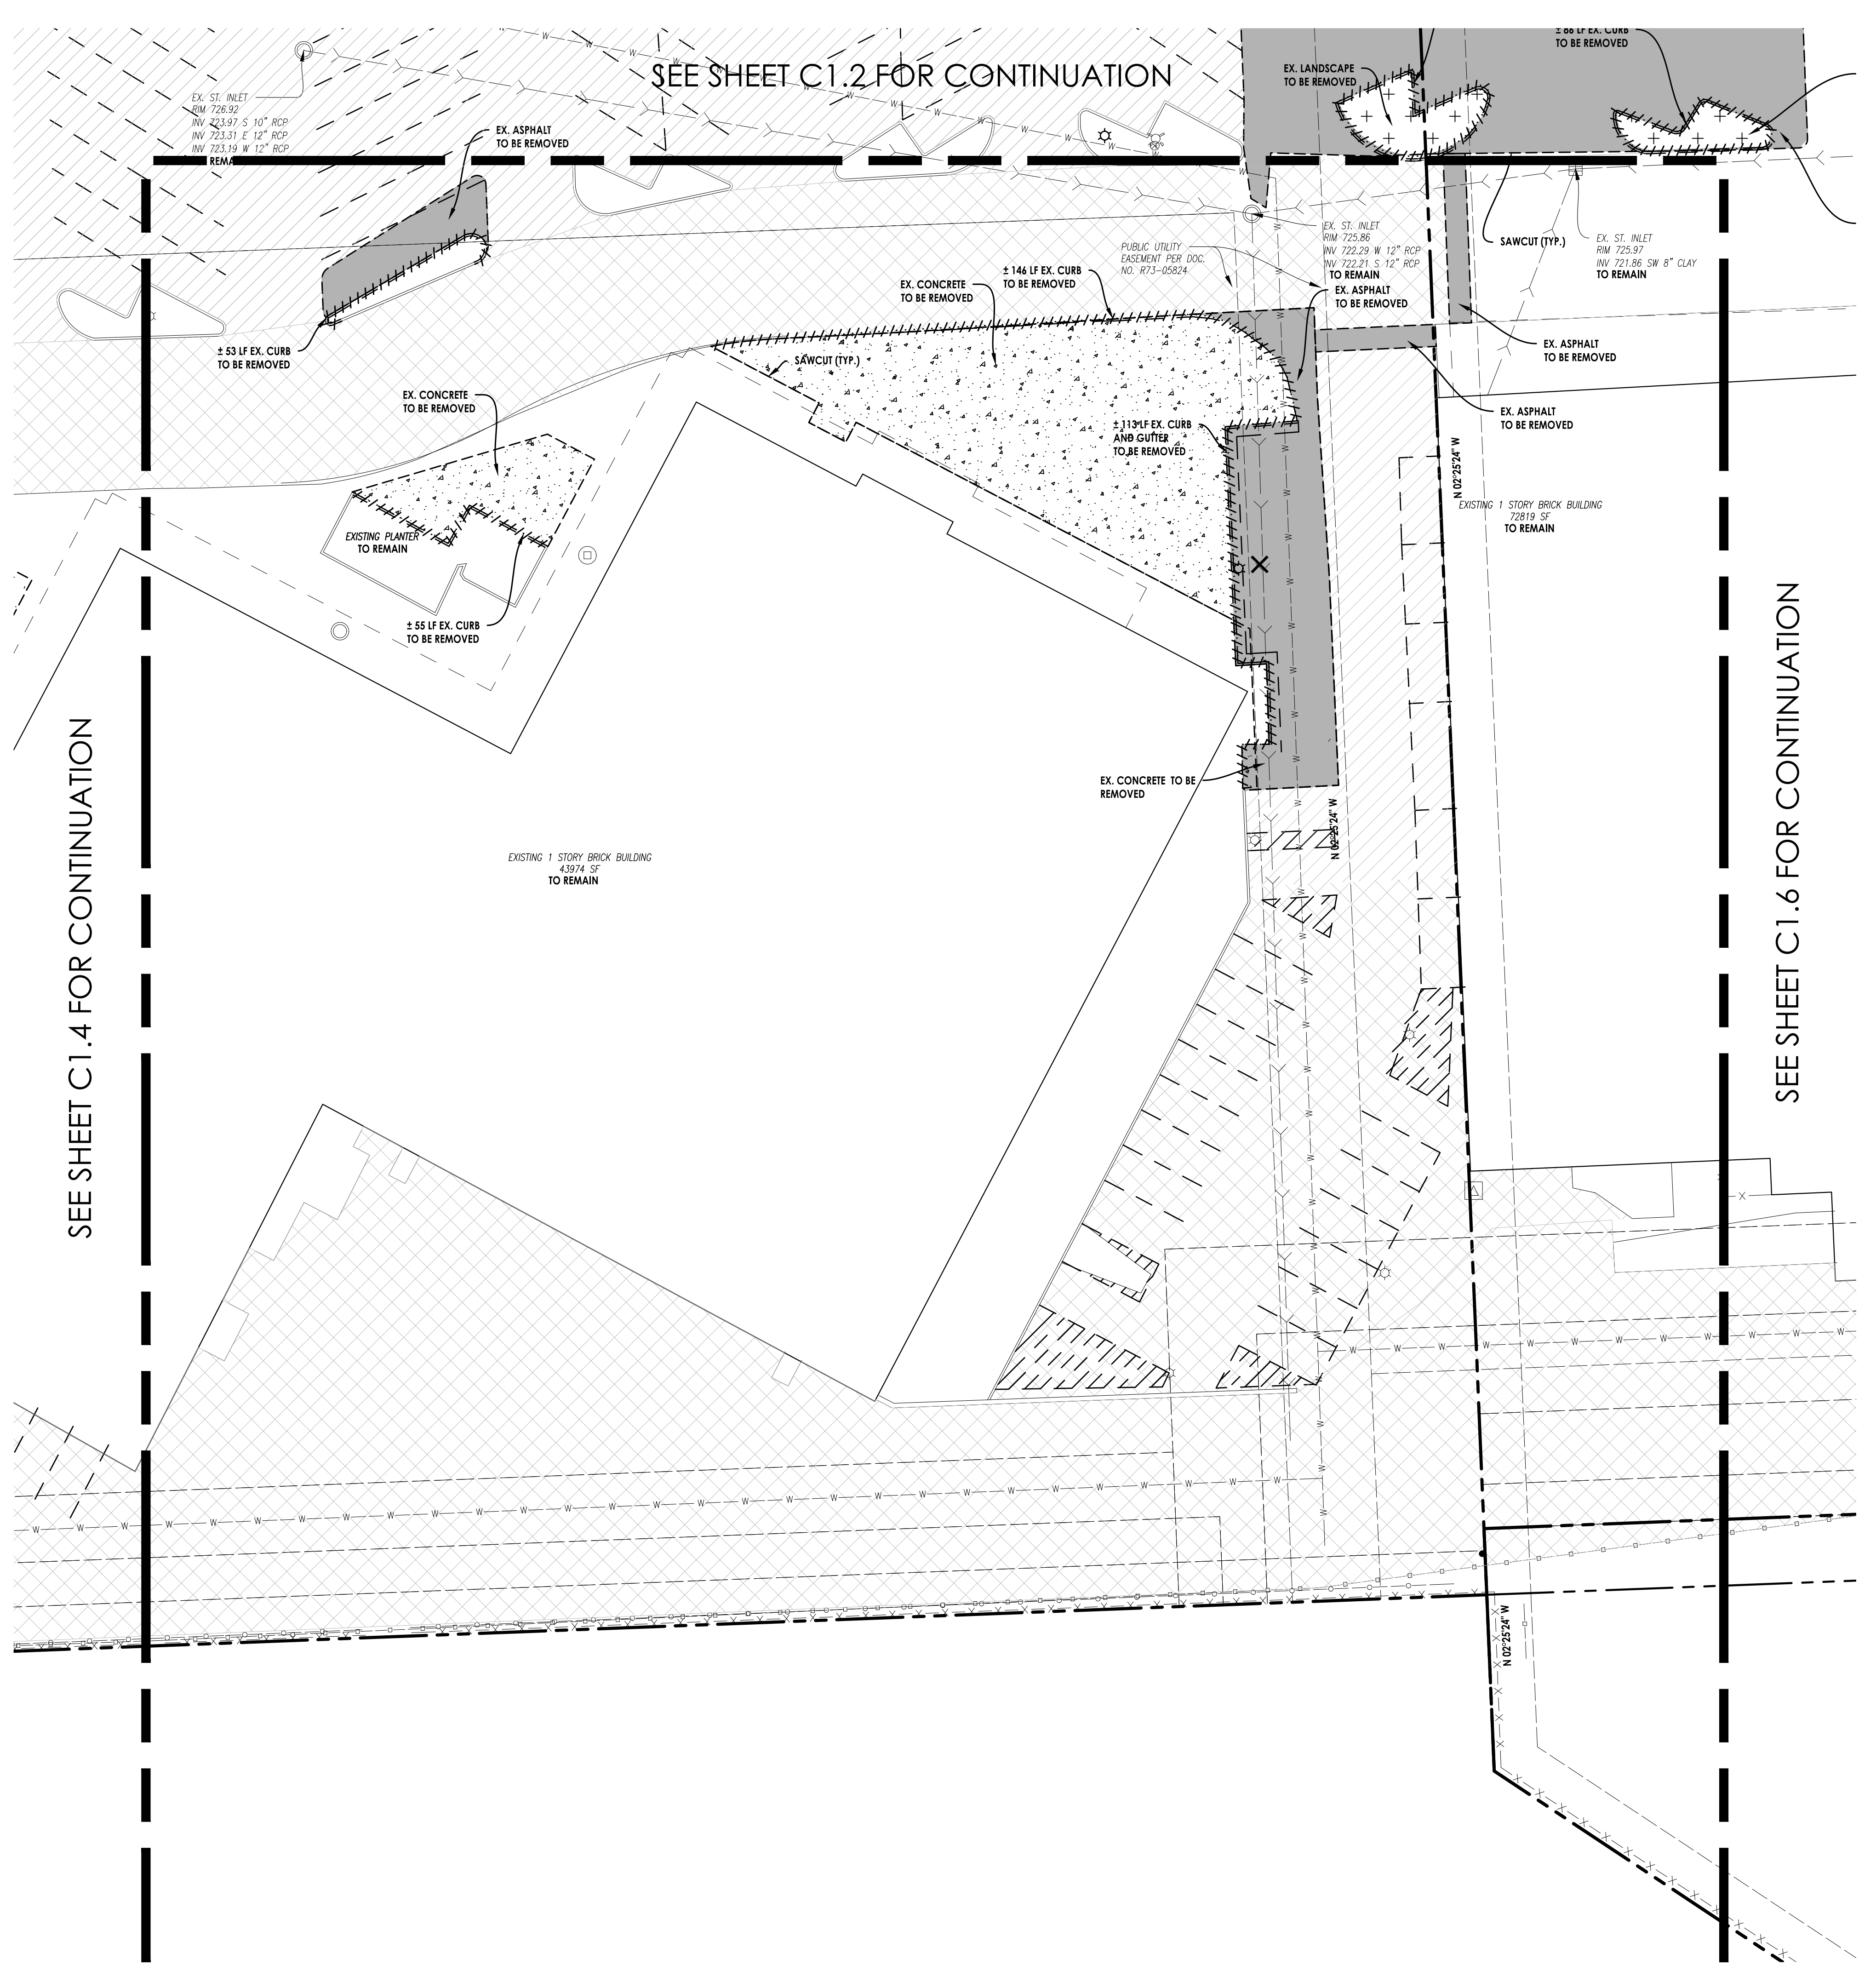 ± 86 LF EX. CURB
TO BE REMOVED
SEE SHEET C1.2 FOR CONTINUATION
EX. LANDSCAPE
TO BE REMOVED
EX. ST. INLET
RIM 726.92
INV 723.97 S 10" RCP
INV 723.31 E 12" RCP
INV 723.19 W 12" RCP
EX. ASPHALT
TO BE REMOVED
PUBLIC UTILITY
EASEMENT PER DOC.
NO. R73-05824
EX. ST. INLET
RIM 725.86
INV 722.29 W 12" RCP
INV 722.21 S 12" RCP
TO REMAIN
EX. ASPHALT
TO BE REMOVED
SAWCUT (TYP.)
EX. ST. INLET
RIM 725.97
INV 721.86 SW 8" CLAY
TO REMAIN
± 146 LF EX. CURB
TO BE REMOVED
EX. CONCRETE
TO BE REMOVED
± 53 LF EX. CURB
TO BE REMOVED
SAWCUT (TYP.)
EX. ASPHALT
TO BE REMOVED
EX. CONCRETE
TO BE REMOVED
EX. ASPHALT
TO BE REMOVED
± 113 LF EX. CURB
AND GUTTER
TO BE REMOVED
N 02°25'24" W
EXISTING 1 STORY BRICK BUILDING
72819 SF
TO REMAIN
EXISTING PLANTER
TO REMAIN
± 55 LF EX. CURB
TO BE REMOVED
EX. CONCRETE TO BE
REMOVED
N 02°25'24" W
EXISTING 1 STORY BRICK BUILDING
43974 SF
TO REMAIN
SEE SHEET C1.4 FOR CONTINUATION
SEE SHEET C1.6 FOR CONTINUATION
N 02°25'24" W